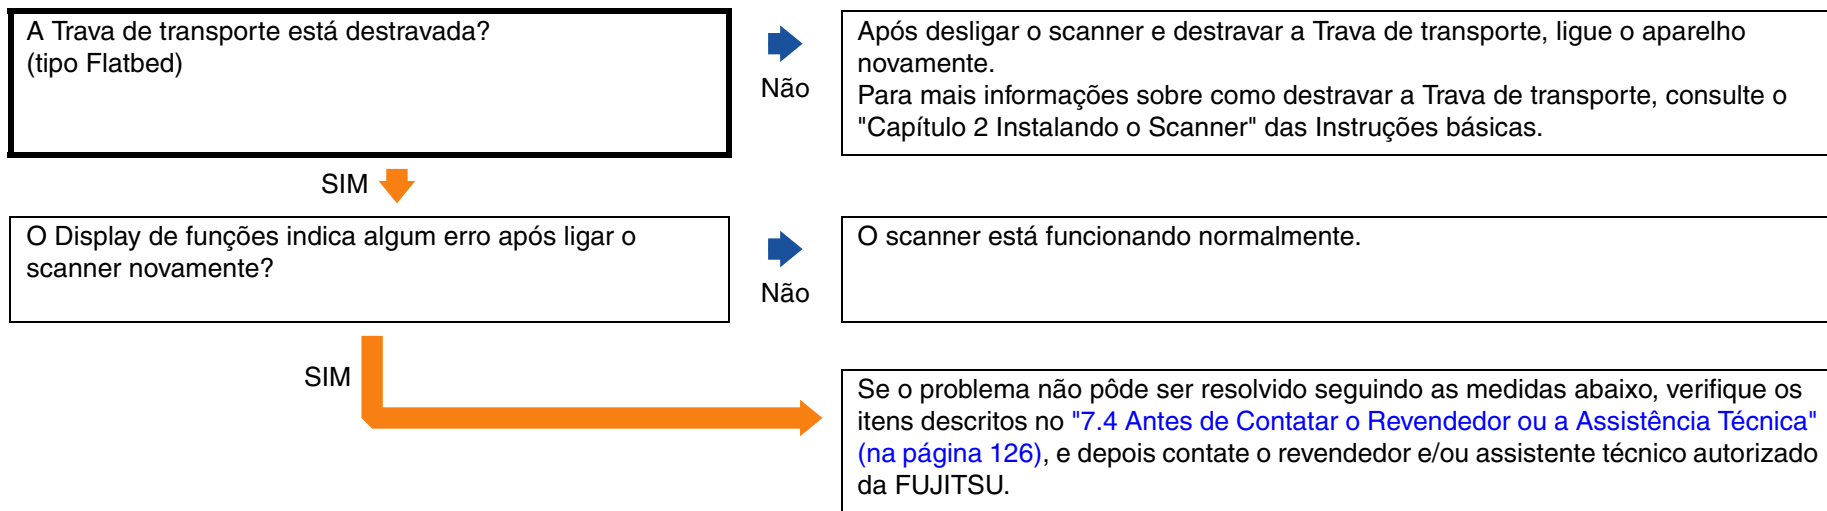 A Trava de transporte está destravada?
(tipo Flatbed)
Não
Após desligar o scanner e destravar a Trava de transporte, ligue o aparelho
novamente.
Para mais informações sobre como destravar a Trava de transporte, consulte o
"Capítulo 2 Instalando o Scanner" das Instruções básicas.
SIM
O Display de funções indica algum erro após ligar o
scanner novamente?
Não
O scanner está funcionando normalmente.
SIM
Se o problema não pôde ser resolvido seguindo as medidas abaixo, verifique os
itens descritos no "7.4 Antes de Contatar o Revendedor ou a Assistência Técnica"
(na página 126), e depois contate o revendedor e/ou assistente técnico autorizado
da FUJITSU.